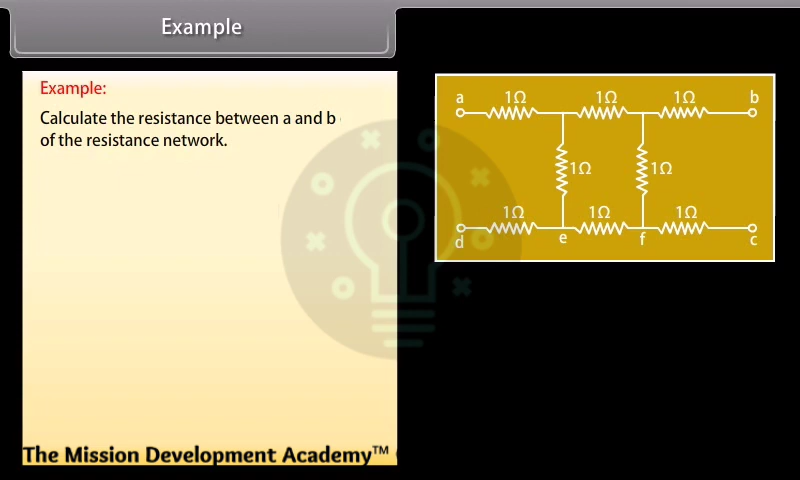 Example
Example:
Calculate the resistance between a and b
of the resistance network.
a 1Ω 1Ω 1Ω b
1Ω 1Ω
1Ω 1Ω 1Ω
d e f c
The Mission Development Academy™